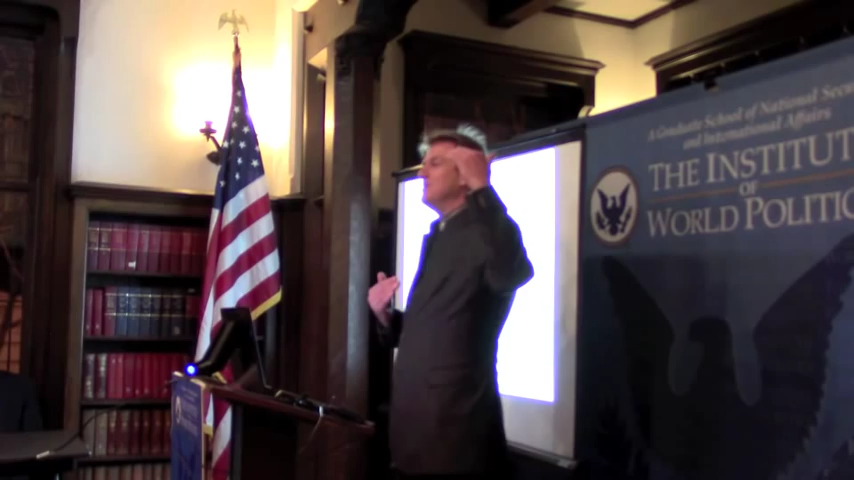 A Graduate School of National Secu
and International Affairs
THE INSTITUT
OF
WORLD POLITIC